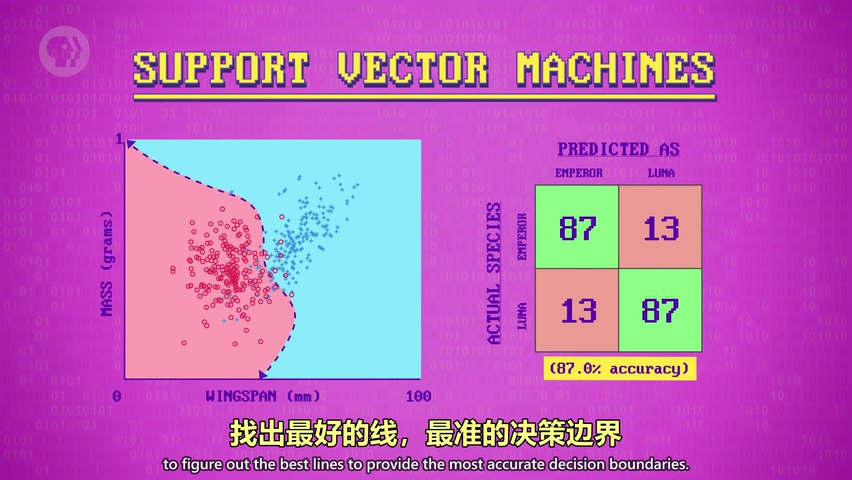 SUPPORT VECTOR MACHINES
1
MASS (grams)
0
WINGSPAN (mm)
100
PREDICTED AS
EMPEROR
LUNA
ACTUAL SPECIES
EMPEROR
87
13
LUNA
13
87
(87.0% accuracy)
找出最好的线，最准的决策边界
to figure out the best lines to provide the most accurate decision boundaries.